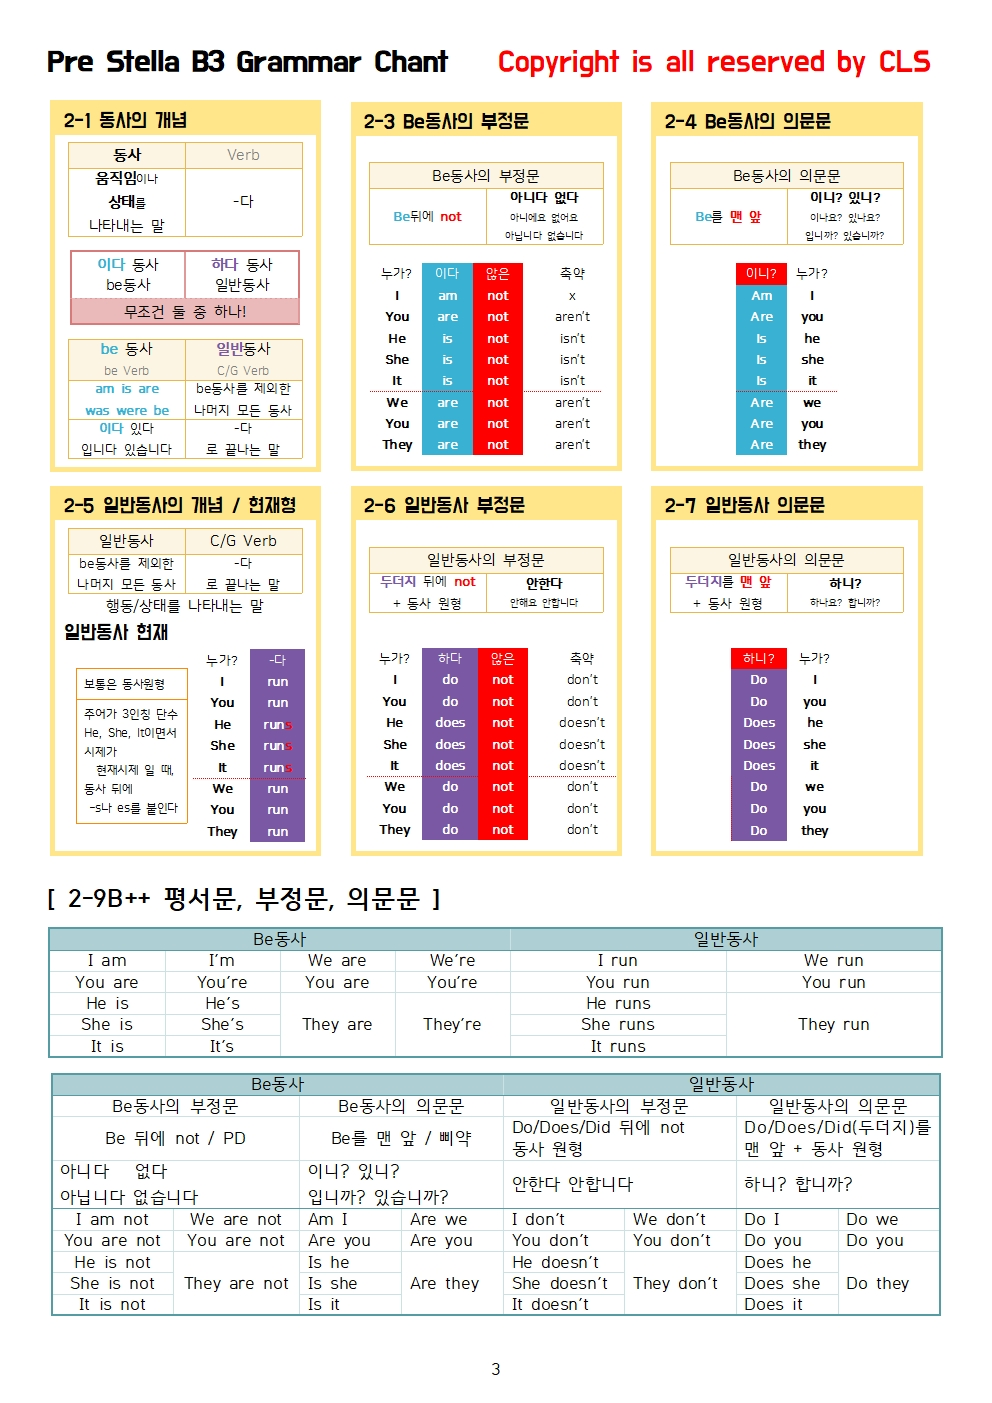 Pre Stella B3 Grammar Chant Copyright is all reserved by CLS
2-1 동사의 개념
동사 Verb
움직임이나
상태를
나타내는 말
-다
이다 동사 하다 동사
be동사 일반동사
무조건 둘 중 하나!
be 동사 일반동사
be Verb C/G Verb
am is are be동사를 제외한
was were be 나머지 모든 동사
이다 있다 -다
입니다 있습니다 로 끝나는 말
2-3 Be동사의 부정문
Be동사의 부정문
Be뒤에 not
아니다 없다
아니에요 없어요
아닙니다 없습니다
누가? 이다 않은 축약
I am not x
You are not aren't
He is not isn't
She is not isn't
It is not isn't
We are not aren't
You are not aren't
They are not aren't
2-4 Be동사의 의문문
Be동사의 의문문
Be를 맨 앞
이니? 있니?
이나요? 있나요?
입니까? 있습니까?
이니? 누가?
Am I
Are you
Is he
Is she
Is it
Are we
Are you
Are they
2-5 일반동사의 개념 / 현재형
일반동사 C/G Verb
be동사를 제외한 -다
나머지 모든 동사 로 끝나는 말
행동/상태를 나타내는 말
일반동사 현재
보통은 동사원형
주어가 3인칭 단수
He, She, It이면서
시제가
현재시제 일 때,
동사 뒤에
-s나 es를 붙인다
누가? -다
I run
You run
He runs
She runs
It runs
We run
You run
They run
2-6 일반동사 부정문
일반동사의 부정문
두더지 뒤에 not 안한다
+ 동사 원형 안해요 안합니다
누가? 하다 않은 축약
I do not don't
You do not don't
He does not doesn't
She does not doesn't
It does not doesn't
We do not don't
You do not don't
They do not don't
2-7 일반동사 의문문
일반동사의 의문문
두더지를 맨 앞 하니?
+ 동사 원형 하나요? 합니까?
하니? 누가?
Do I
Do you
Does he
Does she
Does it
Do we
Do you
Do they
[ 2-9B++ 평서문, 부정문, 의문문 ]
Be동사 일반동사
I am I'm We are We're I run We run
You are You're You are You're You run You run
He is He's He runs
She is She's They are They're She runs They run
It is It's It runs
Be동사 일반동사
Be동사의 부정문 Be동사의 의문문 일반동사의 부정문 일반동사의 의문문
Be 뒤에 not / PD Be를 맨 앞 / 삐약 Do/Does/Did 뒤에 not Do/Does/Did(두더지)를
동사 원형 맨 앞 + 동사 원형
아니다 없다 이니? 있니?
아닙니다 없습니다 입니까? 있습니까? 안한다 안합니다 하니? 합니까?
I am not We are not Am I Are we I don't We don't Do I Do we
You are not You are not Are you Are you You don't You don't Do you Do you
He is not Is he He doesn't Does he
She is not They are not Is she Are they She doesn't They don't Does she Do they
It is not Is it It doesn't Does it
3